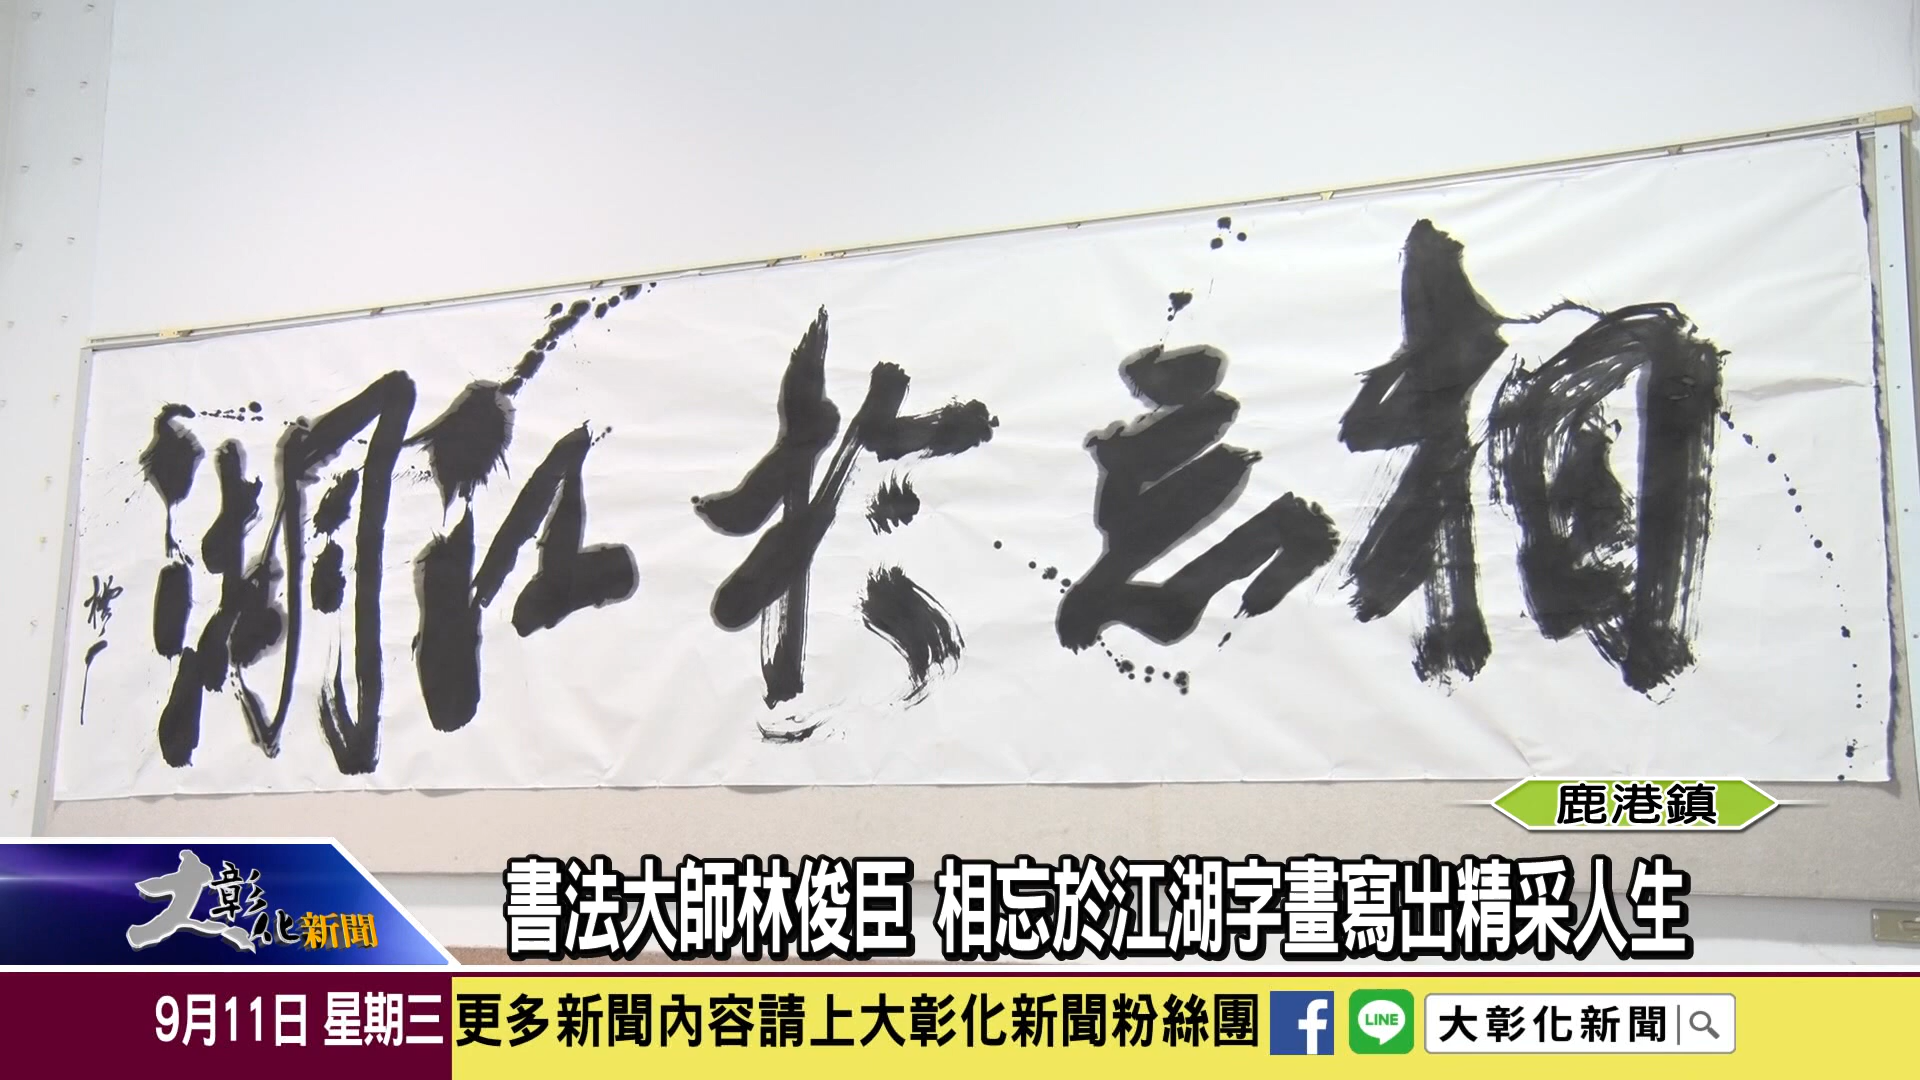 相忘於江湖
鹿港鎮
大彰化新聞
書法大師林俊臣 相忘於江湖字畫寫出精采人生
9月11日 星期三
更多新聞內容請上大彰化新聞粉絲團
LINE
大彰化新聞